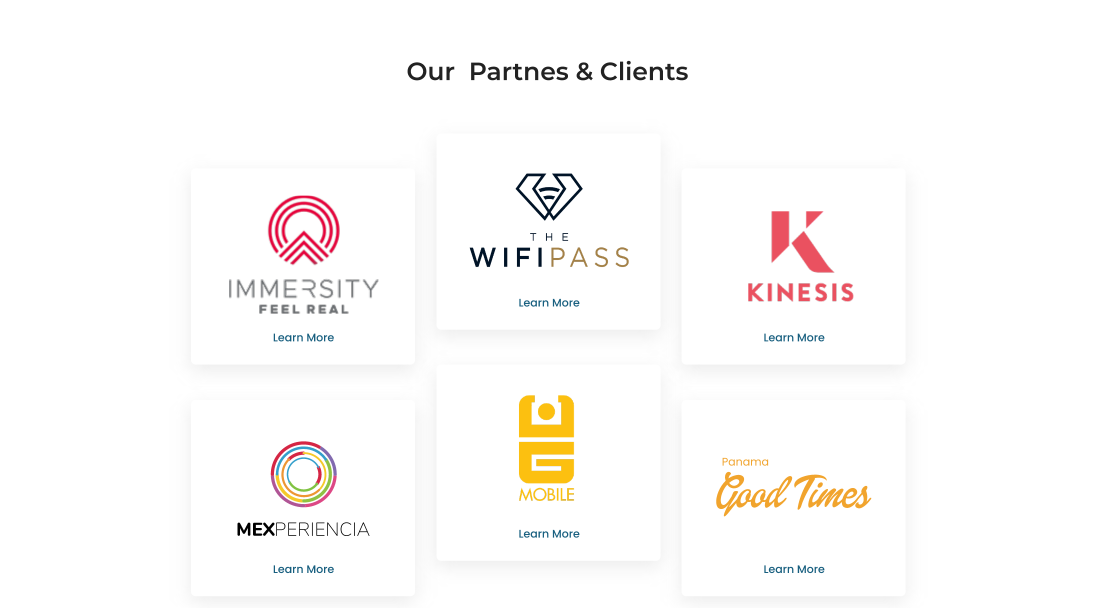 Our Partnes & Clients
IMMERSITY
FEEL REAL
Learn More
THE
WIFIPASS
Learn More
KINESIS
Learn More
MEXPERIENCIA
Learn More
MOBILE
Learn More
Panama
Good Times
Learn More